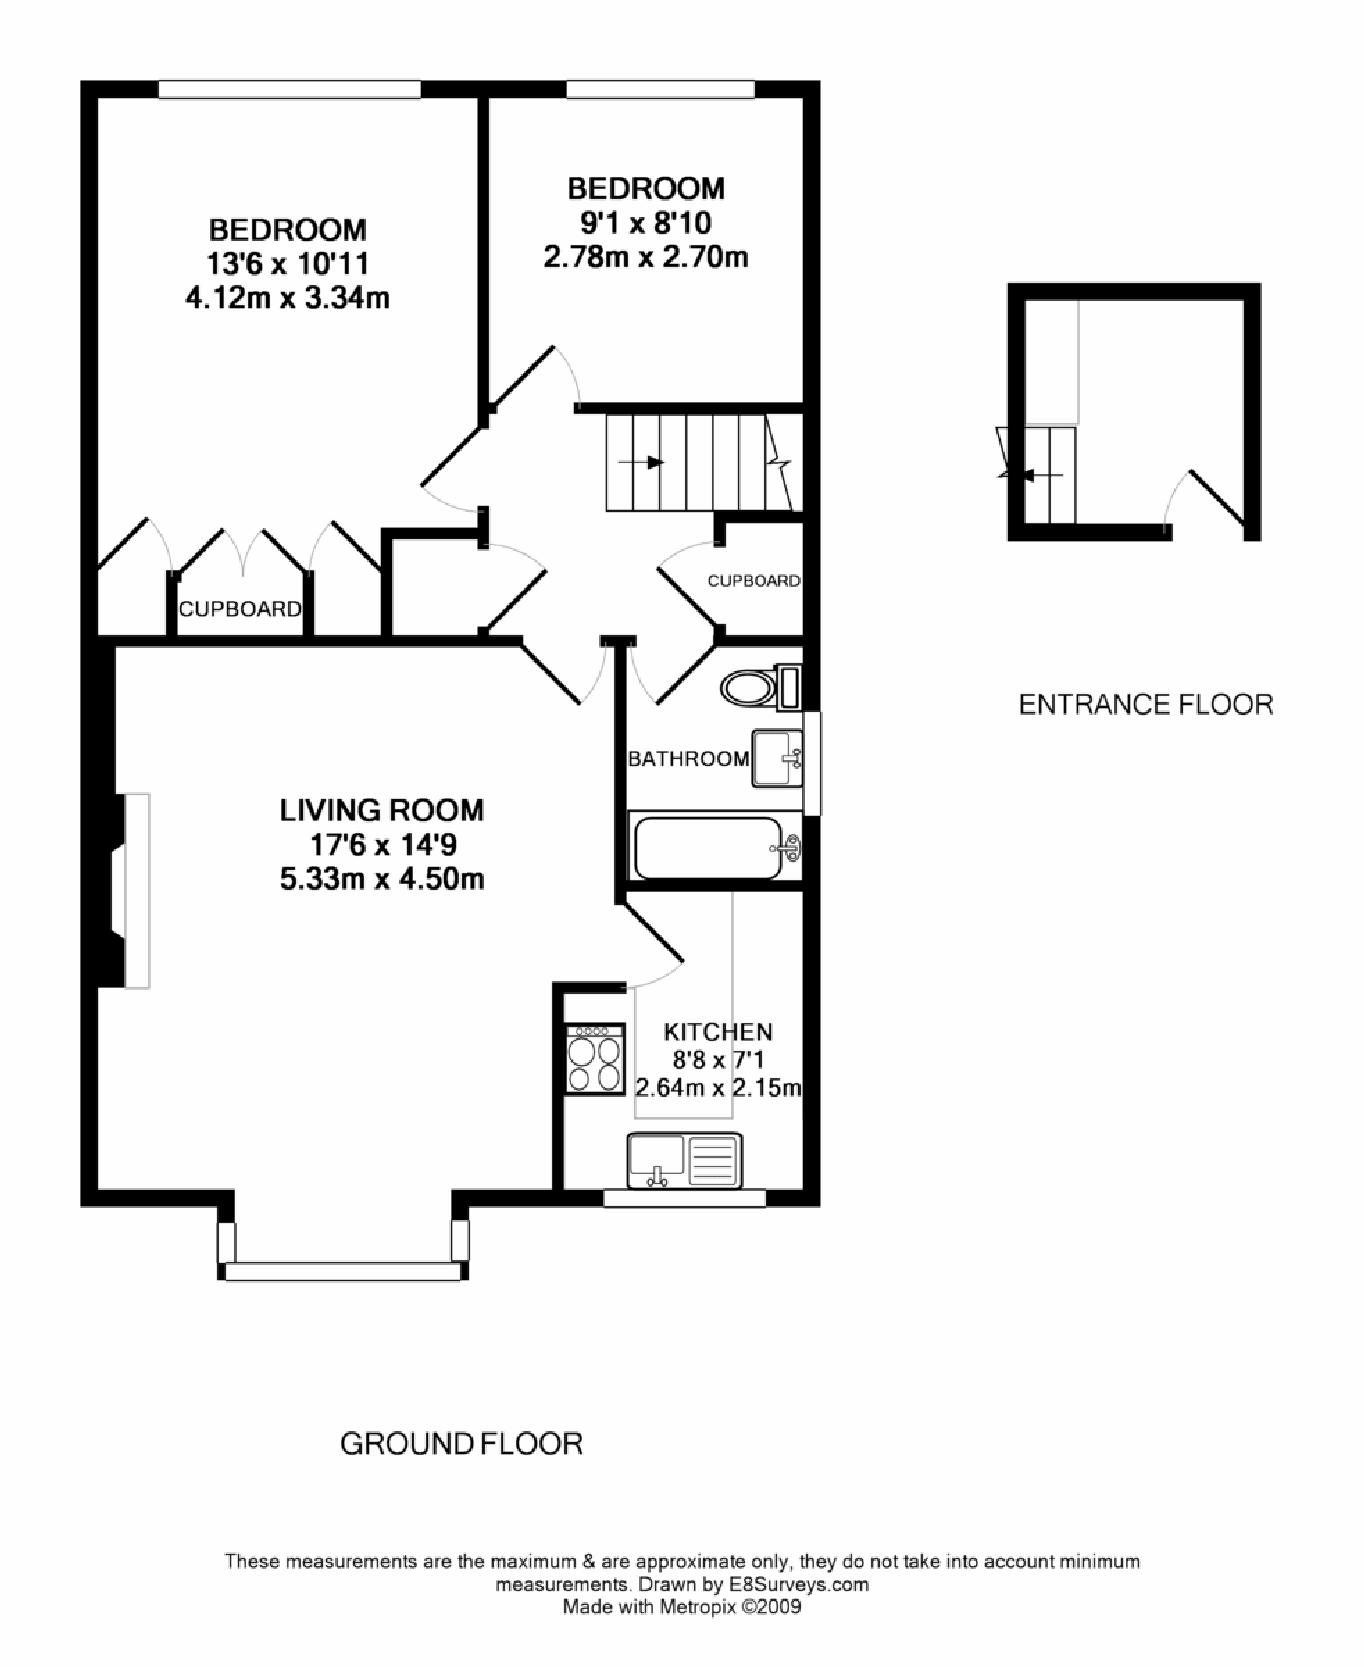 BEDROOM
13'6 x 10'11
4.12m x 3.34m
BEDROOM
9'1 x 8'10
2.78m x 2.70m
CUPBOARD
CUPBOARD
ENTRANCE FLOOR
BATHROOM
LIVING ROOM
17'6 x 14'9
5.33m x 4.50m
KITCHEN
8'8 x 7'1
2.64m x 2.15m
GROUND FLOOR
These measurements are the maximum & are approximate only, they do not take into account minimum
measurements. Drawn by E8Surveys.com
Made with Metropix ©2009